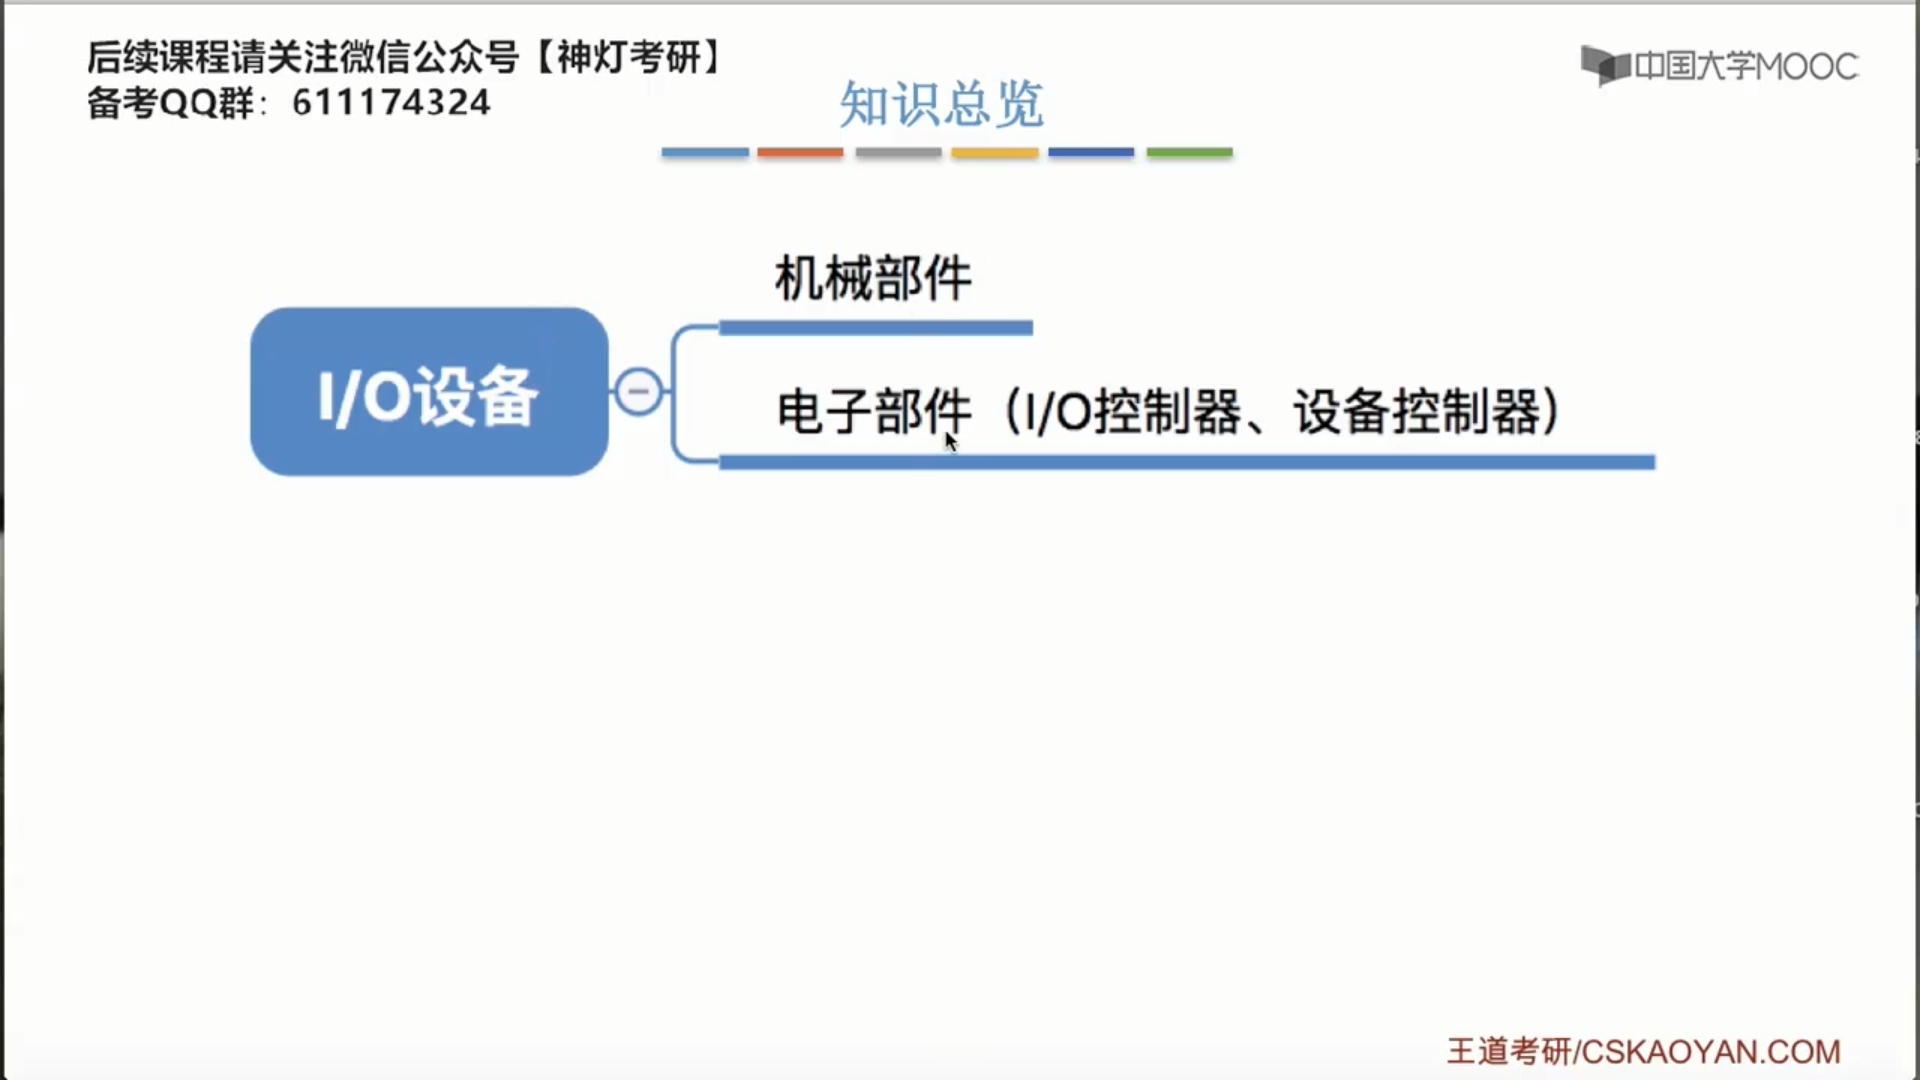 后续课程请关注微信公众号【神灯考研】
备考QQ群：611174324
中国大学MOOC
知识总览
机械部件
I/O设备
电子部件（I/O控制器、设备控制器）
王道考研/CSKAOYAN.COM